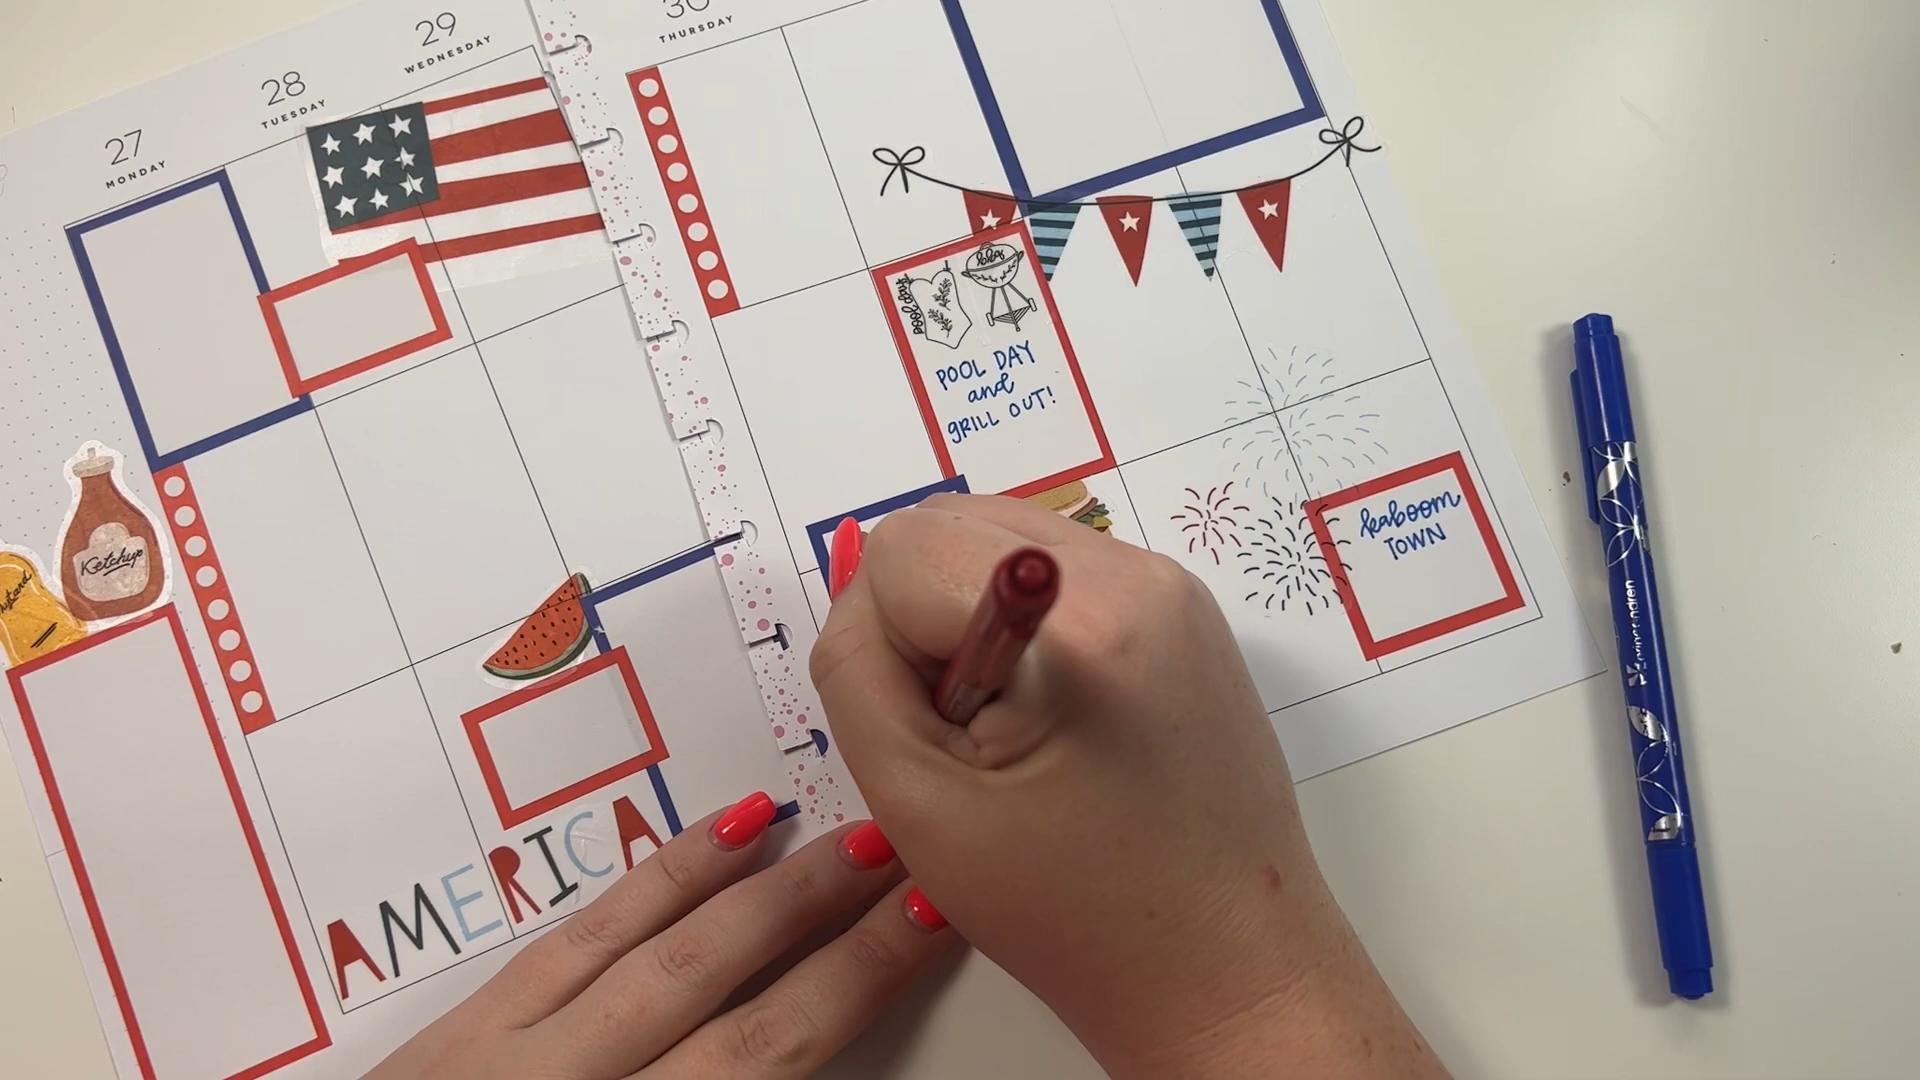 27
MONDAY
28
TUESDAY
29
WEDNESDAY
30
THURSDAY
Ketchup
pool day
bbq
POOL DAY
and
GRILL OUT!
kaboom
TOWN
AMERICA